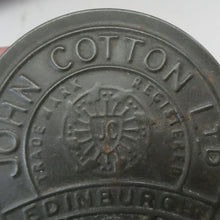 JOHN COTTON LTD
TRADE MARK REGISTERED
JC
EDINBURGH